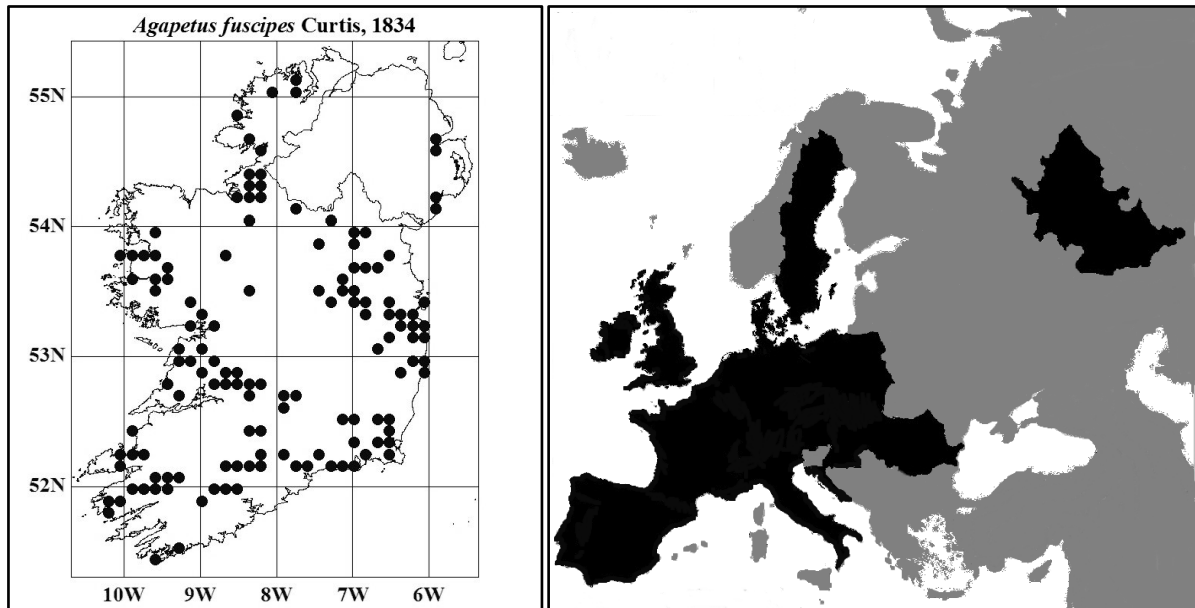 Agapetus fuscipes Curtis, 1834
55N
54N
53N
52N
10W 9W 8W 7W 6W